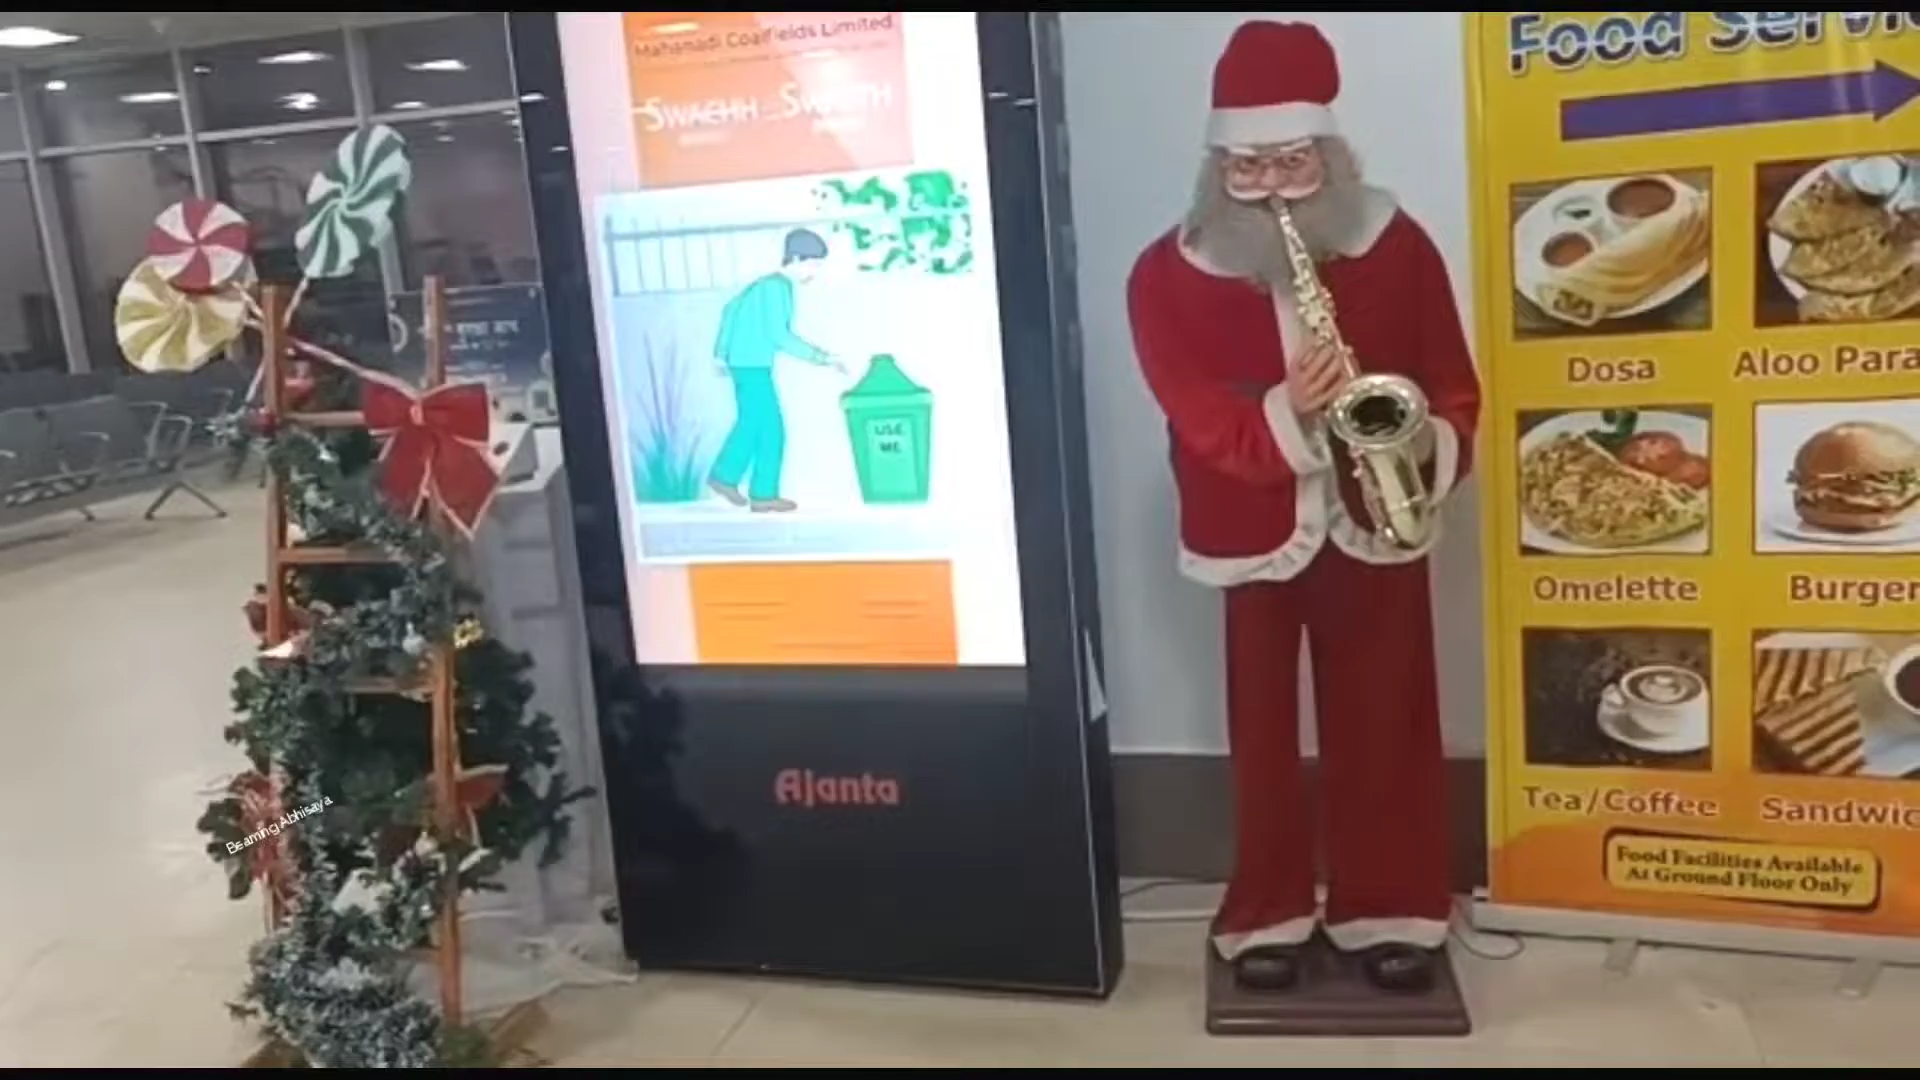 Mahanadi Coalfields Limited
SWACHH SWASTH
USE
ME
Ajanta
Beaming Abhisaya
Food Servi
Dosa
Aloo Para
Omelette
Burger
Tea/Coffee
Sandwic
Food Facilities Available
At Ground Floor Only